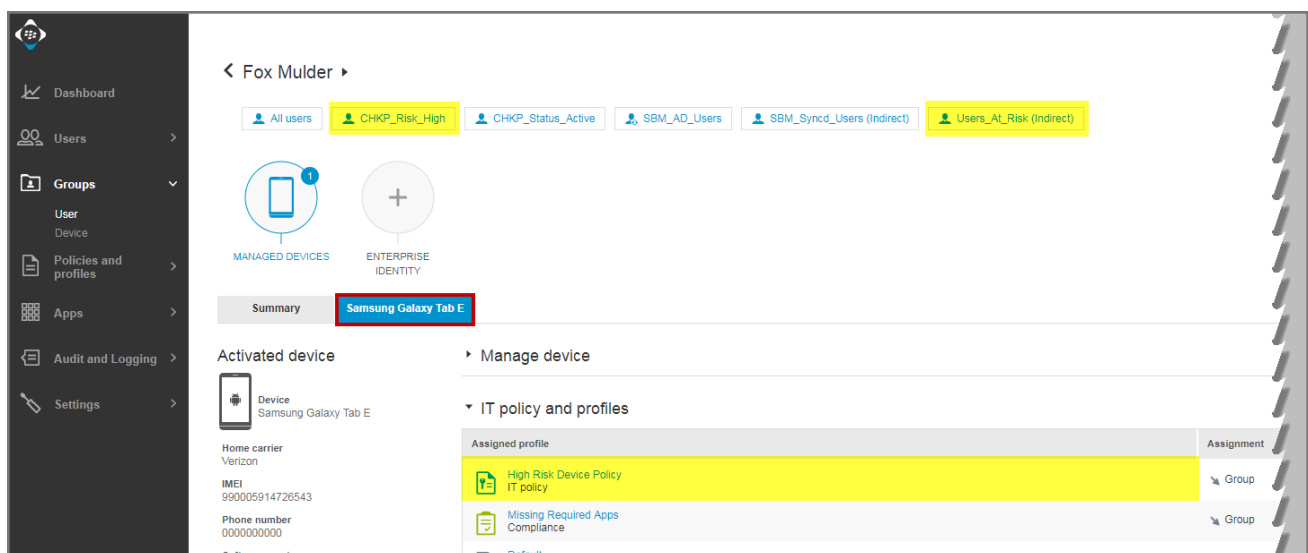 Fox Mulder
Dashboard
All users CHKP_Risk_High CHKP_Status_Active SBM_AD_Users SBM_Syncd_Users (Indirect) Users_At_Risk (Indirect)
Users
1
Groups
User
Device
MANAGED DEVICES
ENTERPRISE
IDENTITY
Policies and
profiles
Apps
Summary Samsung Galaxy Tab E
Audit and Logging
Activated device
Manage device
Settings
Device
Samsung Galaxy Tab E
IT policy and profiles
Home carrier
Verizon
Assigned profile Assignment
IMEI
990005914726543
High Risk Device Policy
IT policy
Group
Phone number
0000000000
Missing Required Apps
Compliance
Group